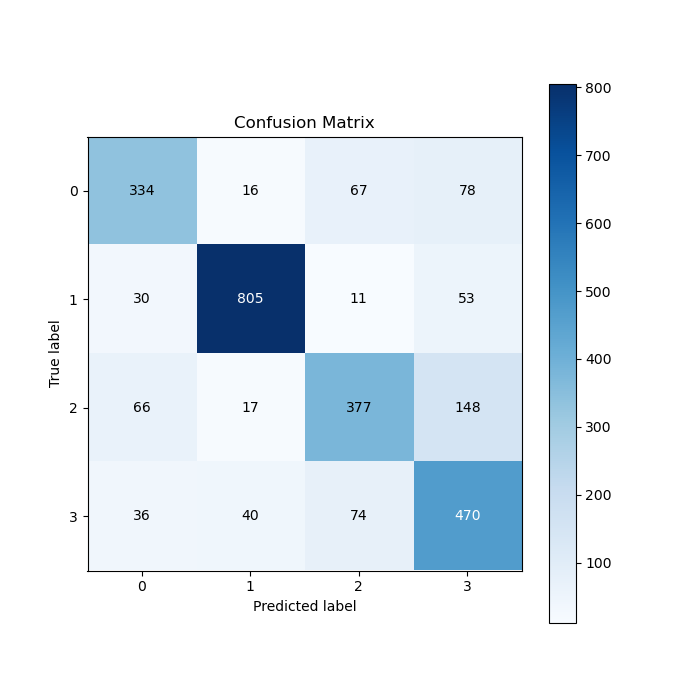 Confusion Matrix
True label
0 334 16 67 78
1 30 805 11 53
2 66 17 377 148
3 36 40 74 470
0 1 2 3
Predicted label
800
700
600
500
400
300
200
100